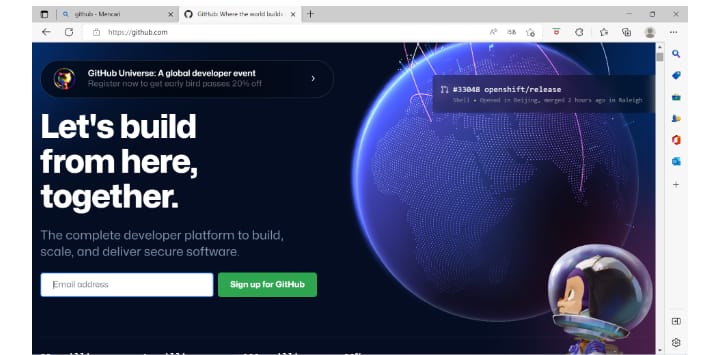 github - Mencari
GitHub: Where the world builds
https://github.com
GitHub Universe: A global developer event
Register now to get early bird passes 20% off
#33048 openshift/release
Shell • Opened in Beijing, merged 2 hours ago in Raleigh
Let's build
from here,
together.
The complete developer platform to build,
scale, and deliver secure software.
Email address
Sign up for GitHub